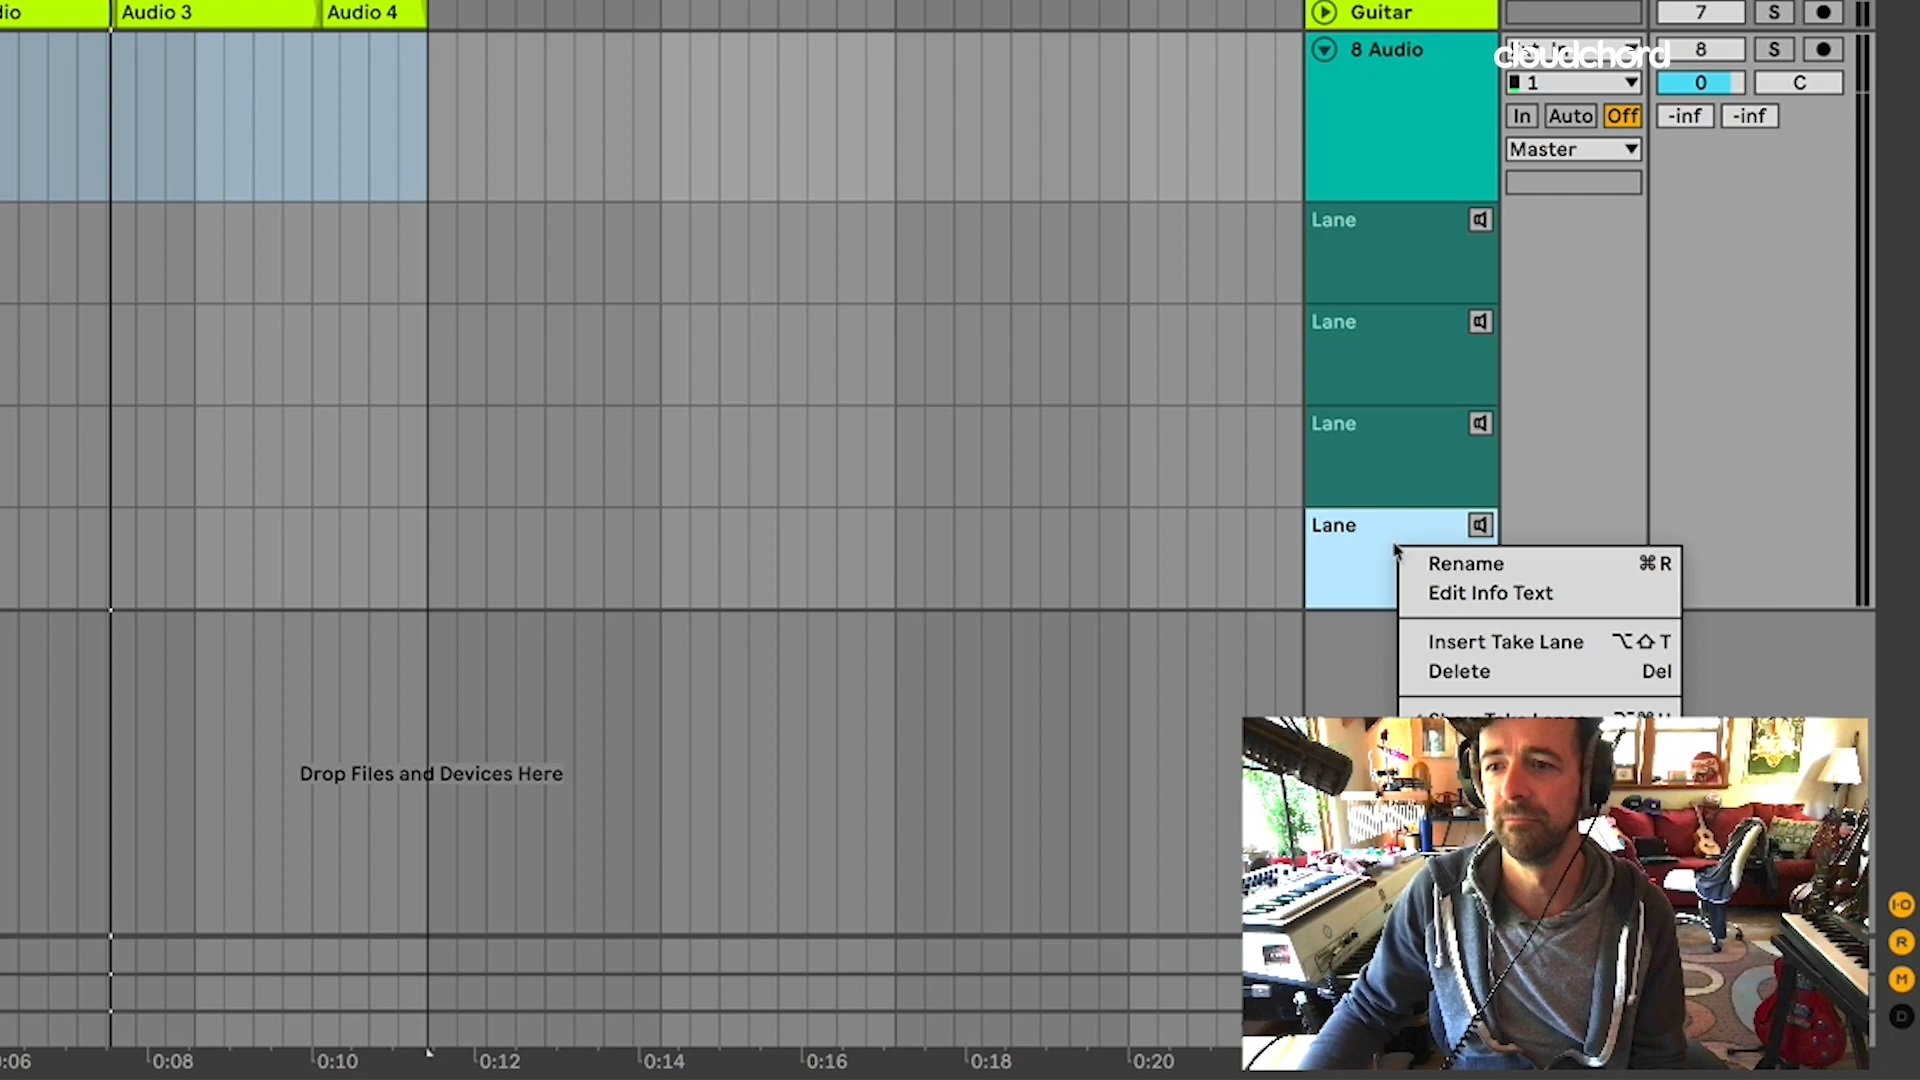 dio
Audio 3
Audio 4
Guitar
7
S
8 Audio
cloudchord
8
S
1
0
C
In
Auto
Off
-inf
-inf
Master
Lane
Lane
Lane
Lane
Rename ⌘ R
Edit Info Text
Insert Take Lane ⌥⇧ T
Delete Del
Drop Files and Devices Here
I·O
R
M
D
0:06
0:08
0:10
0:12
0:14
0:16
0:18
0:20